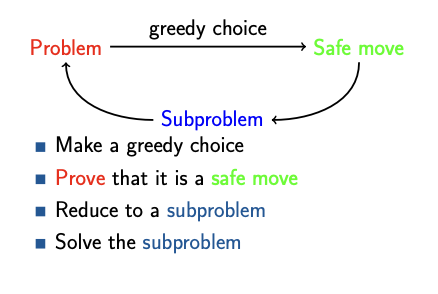 greedy choice
Problem
Safe move
Subproblem
Make a greedy choice
Prove that it is a safe move
Reduce to a subproblem
Solve the subproblem